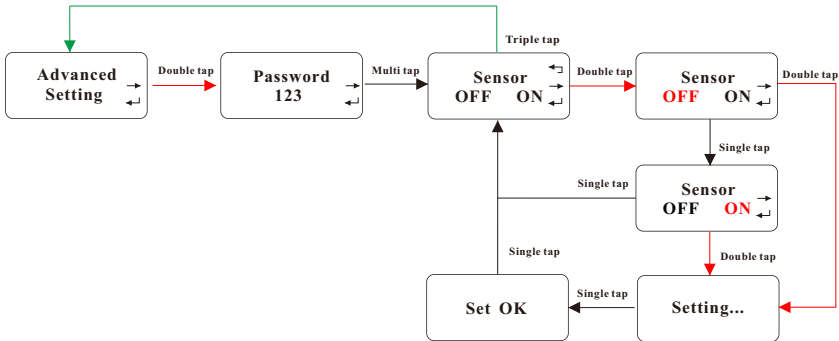 Triple tap
Advanced
Setting
Double tap
Password
123
Multi tap
Sensor
OFF ON
Double tap
Sensor
OFF ON
Double tap
Single tap
Single tap
Sensor
OFF ON
Single tap
Double tap
Set OK
Single tap
Setting...